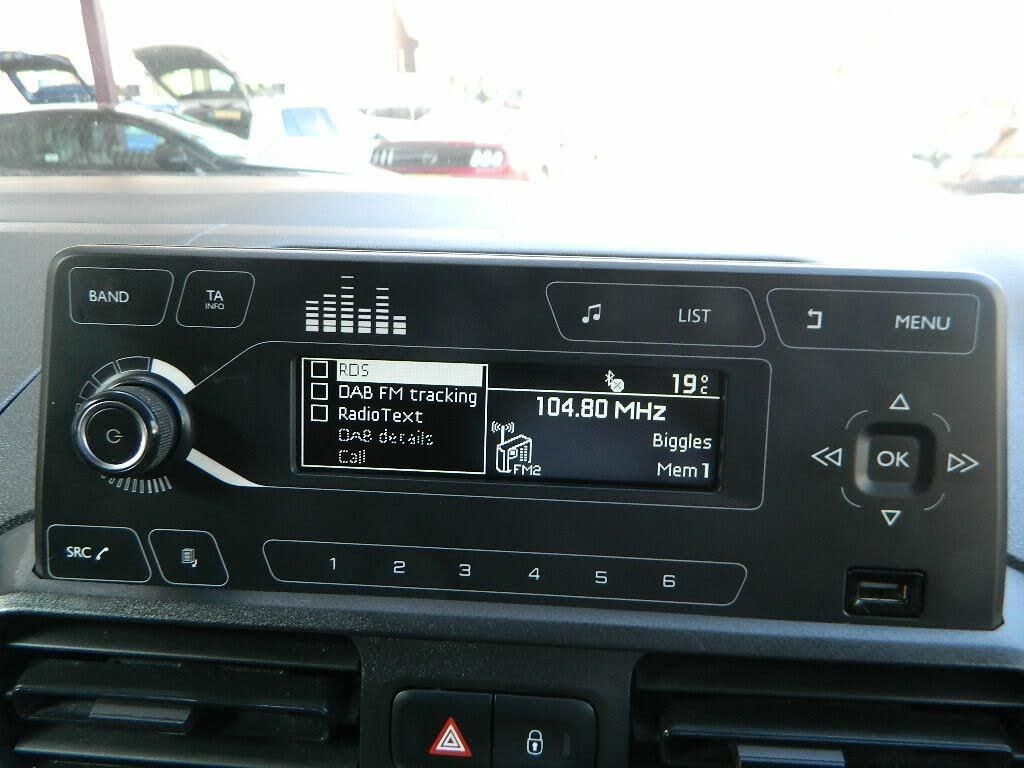 BAND
TA
INFO
LIST
MENU
RDS
DAB FM tracking
RadioText
DAB details
Call
19°C
104.80 MHz
Biggles
FM2
Mem 1
OK
SRC
1 2 3 4 5 6